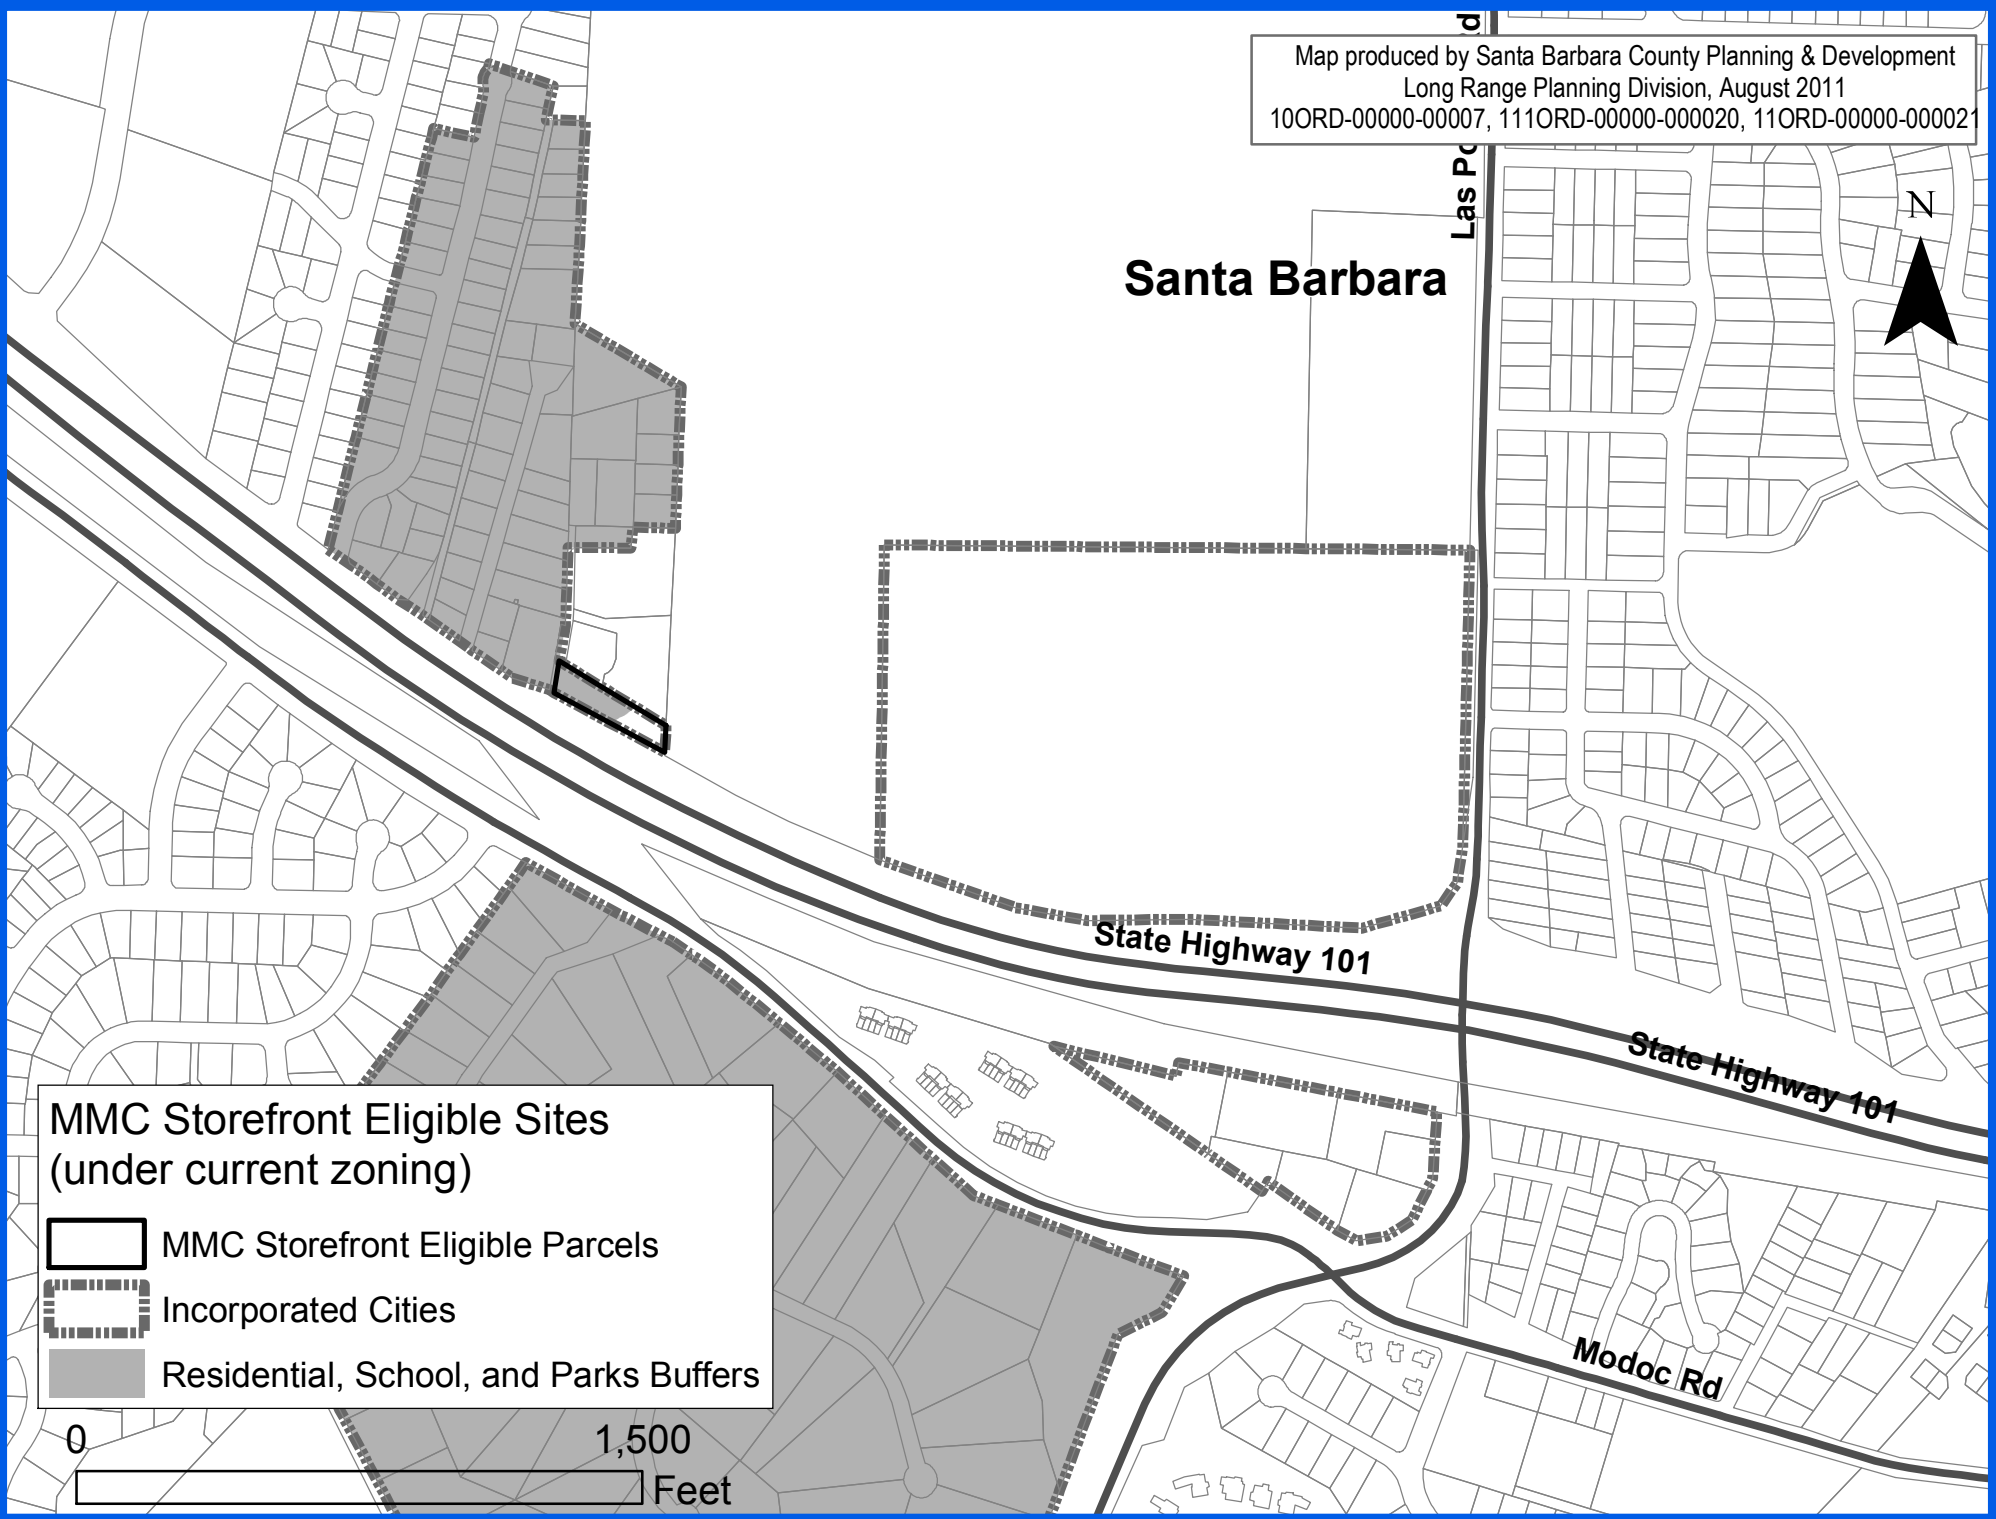 Map produced by Santa Barbara County Planning & Development
Long Range Planning Division, August 2011
10ORD-00000-00007, 111ORD-00000-000020, 11ORD-00000-000021
Las Po
N
Santa Barbara
State Highway 101
State Highway 101
Modoc Rd
MMC Storefront Eligible Sites
(under current zoning)
MMC Storefront Eligible Parcels
Incorporated Cities
Residential, School, and Parks Buffers
0 1,500
Feet